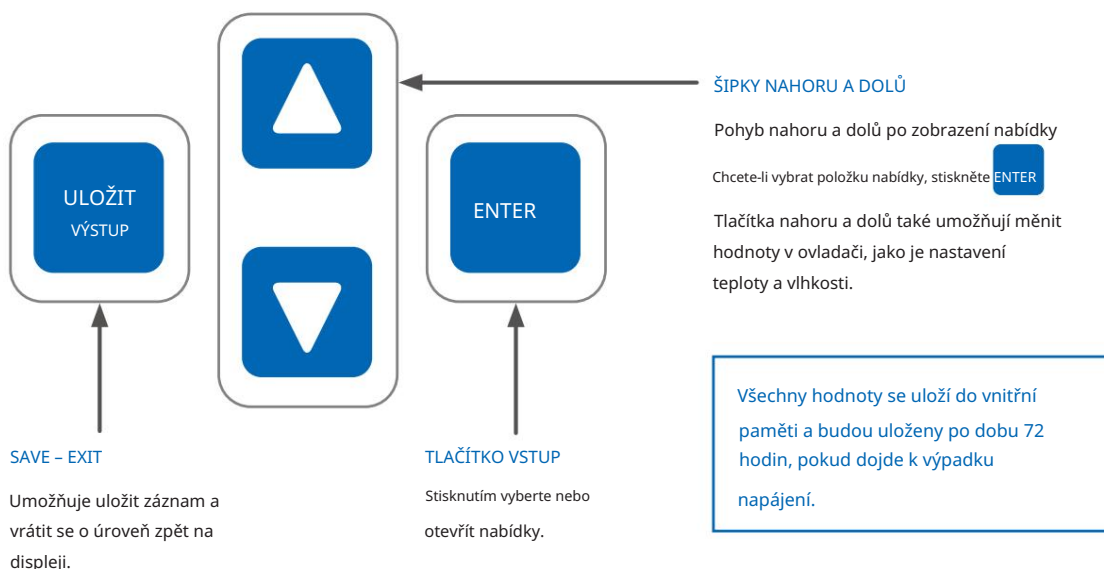 ULOŽIT
VÝSTUP
ENTER
ŠIPKY NAHORU A DOLŮ
Pohyb nahoru a dolů po zobrazení nabídky
Chcete-li vybrat položku nabídky, stiskněte ENTER
Tlačítka nahoru a dolů také umožňují měnit
hodnoty v ovladači, jako je nastavení
teploty a vlhkosti.
Všechny hodnoty se uloží do vnitřní
paměti a budou uloženy po dobu 72
hodin, pokud dojde k výpadku
napájení.
SAVE – EXIT
Umožňuje uložit záznam a
vrátit se o úroveň zpět na
displeji.
TLAČÍTKO VSTUP
Stisknutím vyberte nebo
otevřít nabídky.